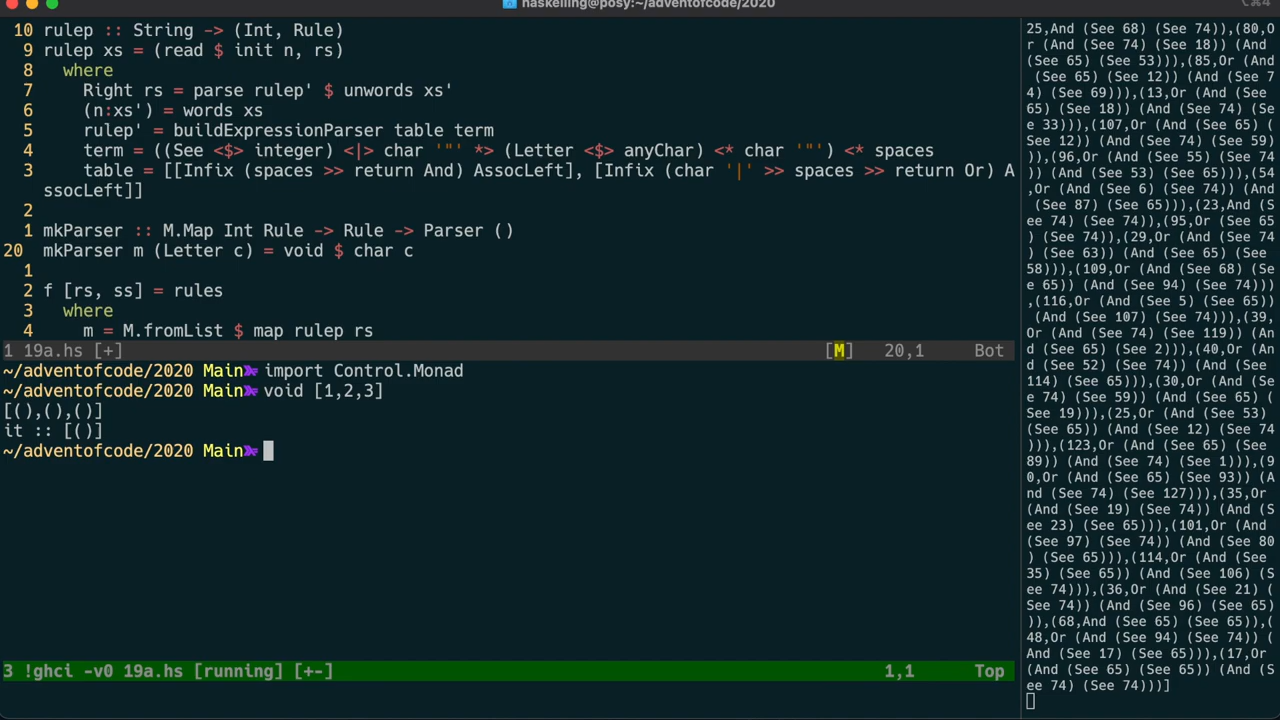 haskelling@posy:~/adventofcode/2020
⌥⌘4
10 rulep :: String -> (Int, Rule)
9 rulep xs = (read $ init n, rs)
8   where
7     Right rs = parse rulep' $ unwords xs'
6     (n:xs') = words xs
5     rulep' = buildExpressionParser table term
4     term = ((See <$> integer) <|> char '"' *> (Letter <$> anyChar) <* char '"') <* spaces
3     table = [[Infix (spaces >> return And) AssocLeft], [Infix (char '|' >> spaces >> return Or) A
ssocLeft]]
2
1 mkParser :: M.Map Int Rule -> Rule -> Parser ()
20 mkParser m (Letter c) = void $ char c
1
2 f [rs, ss] = rules
3   where
4     m = M.fromList $ map rulep rs
1 19a.hs [+] [M] 20,1 Bot
~/adventofcode/2020 Main import Control.Monad
~/adventofcode/2020 Main void [1,2,3]
[(),(),()]
it :: [()]
~/adventofcode/2020 Main
3 !ghci -v0 19a.hs [running] [+-] 1,1 Top
25,And (See 68) (See 74)),(80,O
r (And (See 74) (See 18)) (And
(See 65) (See 53))),(85,Or (And
(See 65) (See 12)) (And (See 7
4) (See 69))),(13,Or (And (See
65) (See 18)) (And (See 74) (Se
e 33))),(107,Or (And (See 65) (
See 12)) (And (See 74) (See 59)
)),(96,Or (And (See 55) (See 74
)) (And (See 53) (See 65))),(54
,Or (And (See 6) (See 74)) (And
(See 87) (See 65))),(23,And (S
ee 74) (See 74)),(95,Or (See 65
) (See 74)),(29,Or (And (See 74
) (See 63)) (And (See 65) (See
58))),(109,Or (And (See 68) (Se
e 65)) (And (See 94) (See 74)))
,(116,Or (And (See 5) (See 65))
(And (See 107) (See 74))),(39,
Or (And (See 74) (See 119)) (An
d (See 65) (See 2))),(40,Or (An
d (See 52) (See 74)) (And (See
114) (See 65))),(30,Or (And (Se
e 74) (See 59)) (And (See 65) (
See 19))),(25,Or (And (See 53)
(See 65)) (And (See 12) (See 74
))),(123,Or (And (See 65) (See
89)) (And (See 74) (See 1))),(9
0,Or (And (See 65) (See 93)) (A
nd (See 74) (See 127))),(35,Or
(And (See 19) (See 74)) (And (S
ee 23) (See 65))),(101,Or (And
(See 97) (See 74)) (And (See 80
) (See 65))),(114,Or (And (See
35) (See 65)) (And (See 106) (S
ee 74))),(36,Or (And (See 21) (
See 74)) (And (See 96) (See 65)
)),(68,And (See 65) (See 65)),(
48,Or (And (See 94) (See 74)) (
And (See 17) (See 65))),(17,Or
(And (See 65) (See 65)) (And (S
ee 74) (See 74)))]